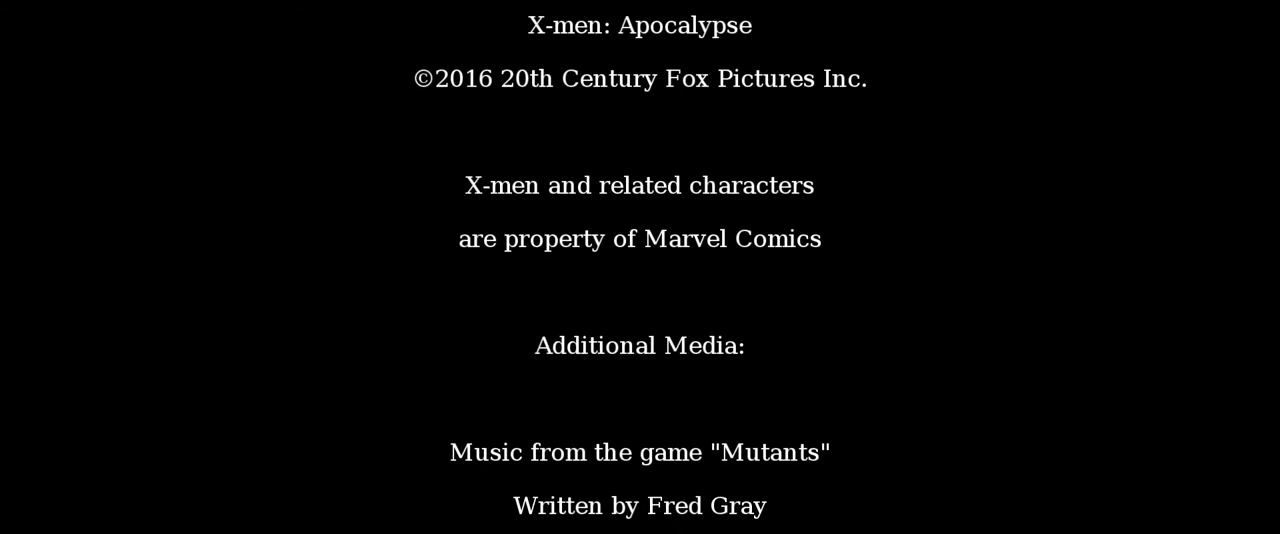 X-men: Apocalypse
©2016 20th Century Fox Pictures Inc.
X-men and related characters
are property of Marvel Comics
Additional Media:
Music from the game "Mutants"
Written by Fred Gray